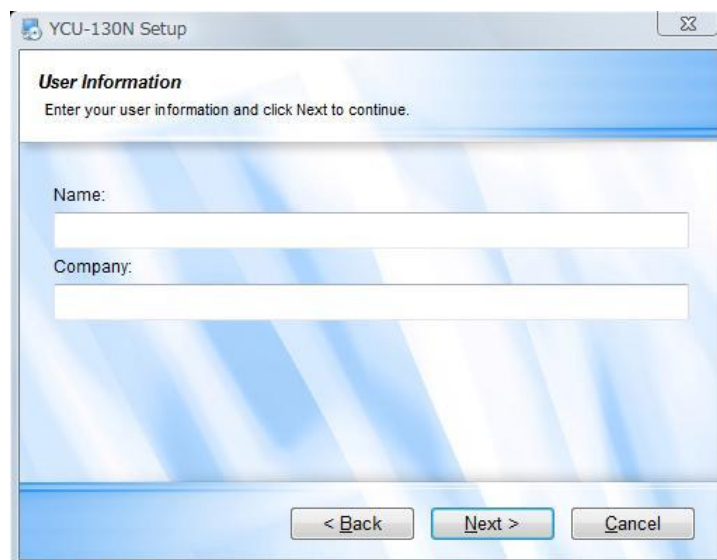 YCU-130N Setup
User Information
Enter your user information and click Next to continue.
Name:
Company:
< Back
Next >
Cancel